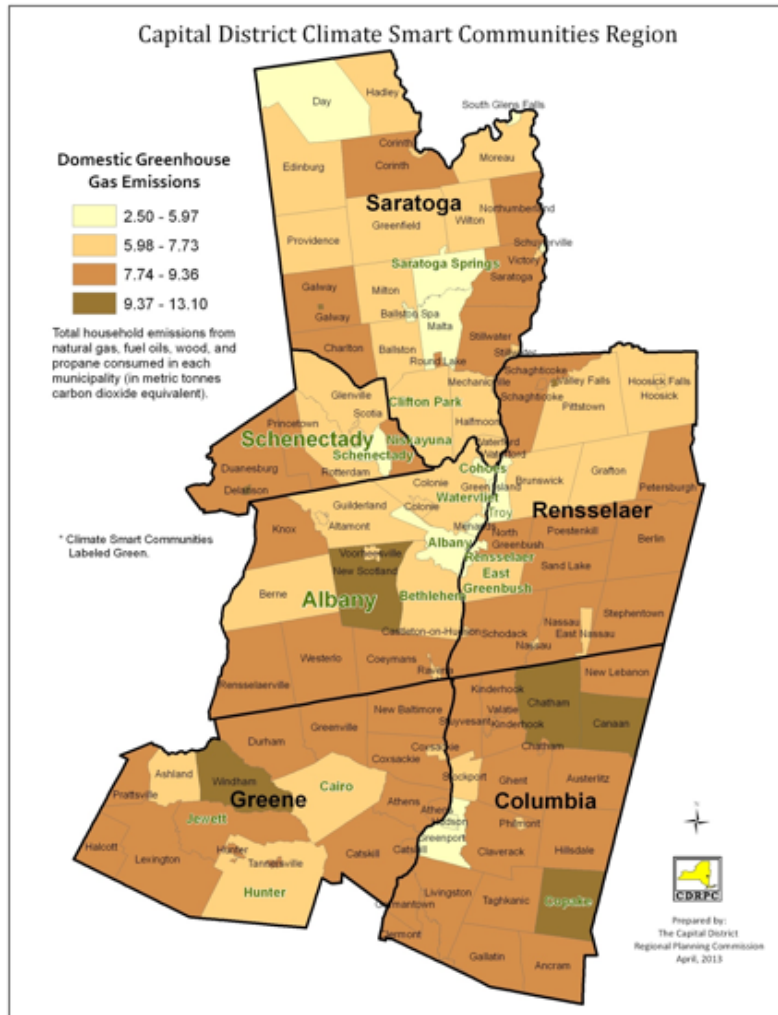 Capital District Climate Smart Communities Region
Domestic Greenhouse
Gas Emissions
2.50 - 5.97
5.98 - 7.73
7.74 - 9.36
9.37 - 13.10
Total household emissions from
natural gas, fuel oils, wood, and
propane consumed in each
municipality (in metric tonnes
carbon dioxide equivalent).
* Climate Smart Communities
Labeled Green.
Day
Hadley
South Glens Falls
Corinth
Corinth
Moreau
Edinburg
Saratoga
Northumberland
Greenfield
Wilton
Providence
Schuylerville
Victory
Saratoga Springs
Saratoga
Galway
Milton
Galway
Ballston Spa
Malta
Stillwater
Charlton
Ballston
Round Lake
Stillwater
Schaghticoke
Mechanicville
Schaghticoke
Valley Falls
Hoosick Falls
Hoosick
Pittstown
Glenville
Clifton Park
Scotia
Halfmoon
Princetown
Schenectady
Niskayuna
Waterford
Waterford
Schenectady
Duanesburg
Rotterdam
Cohoes
Delanson
Colonie
Green Island
Brunswick
Grafton
Petersburgh
Guilderland
Colonie
Watervliet
Troy
Rensselaer
Knox
Altamont
Menands
North
Greenbush
Poestenkill
Berlin
Voorheesville
Albany
New Scotland
Rensselaer
Sand Lake
East
Greenbush
Berne
Albany
Bethlehem
Stephentown
Castleton-on-Hudson
Schodack
Nassau
East Nassau
Nassau
Westerlo
Coeymans
Ravena
Rensselaerville
New Lebanon
Kinderhook
Chatham
New Baltimore
Valatie
Stuyvesant
Kinderhook
Canaan
Durham
Greenville
Chatham
Coxsackie
Coxsackie
Ashland
Windham
Stockport
Ghent
Austerlitz
Prattsville
Cairo
Greene
Athens
Athens
Columbia
Jewett
Hudson
Philmont
Greenport
Halcott
Hunter
Catskill
Catskill
Claverack
Hillsdale
Lexington
Tannersville
Hunter
Livingston
Germantown
Taghkanic
Copake
Clermont
Gallatin
Ancram
CDRPC
Prepared by:
The Capital District
Regional Planning Commission
April, 2013